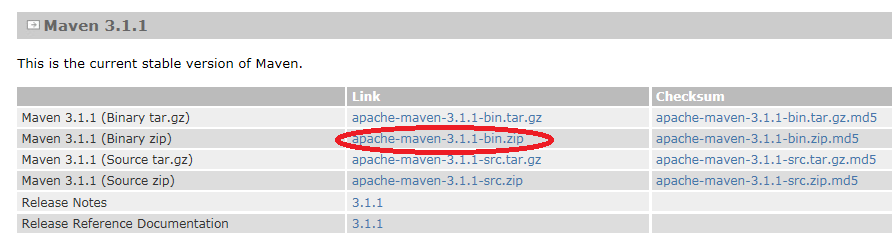 Maven 3.1.1
This is the current stable version of Maven.
Link Checksum
Maven 3.1.1 (Binary tar.gz) apache-maven-3.1.1-bin.tar.gz apache-maven-3.1.1-bin.tar.gz.md5
Maven 3.1.1 (Binary zip) apache-maven-3.1.1-bin.zip apache-maven-3.1.1-bin.zip.md5
Maven 3.1.1 (Source tar.gz) apache-maven-3.1.1-src.tar.gz apache-maven-3.1.1-src.tar.gz.md5
Maven 3.1.1 (Source zip) apache-maven-3.1.1-src.zip apache-maven-3.1.1-src.zip.md5
Release Notes 3.1.1
Release Reference Documentation 3.1.1